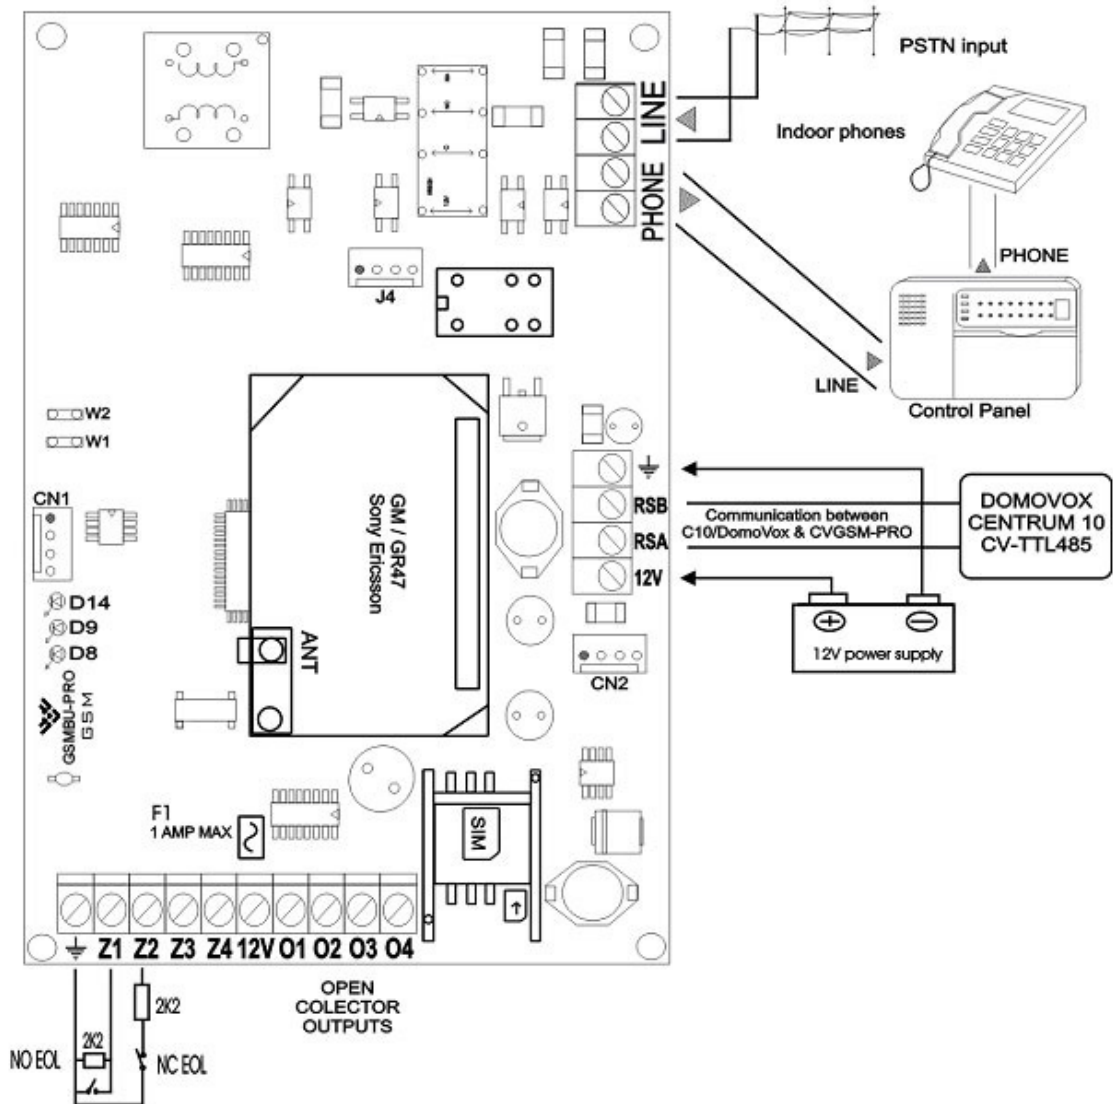 PSTN input
LINE
Indoor phones
PHONE
PHONE
J4
LINE
Control Panel
W2
W1
CN1
GM / GR47
Sony Ericsson
RSB
RSA
12V
Communication between
C10/DomoVox & CVGSM-PRO
DOMOVOX
CENTRUM 10
CV-TTL485
D14
D9
D8
ANT
12V power supply
CN2
GSMBU-PRO
GSM
F1
1 AMP MAX
SIM
Z1 Z2 Z3 Z4 12V O1 O2 O3 O4
OPEN
COLECTOR
OUTPUTS
2K2
2K2
NO EOL
NC EOL